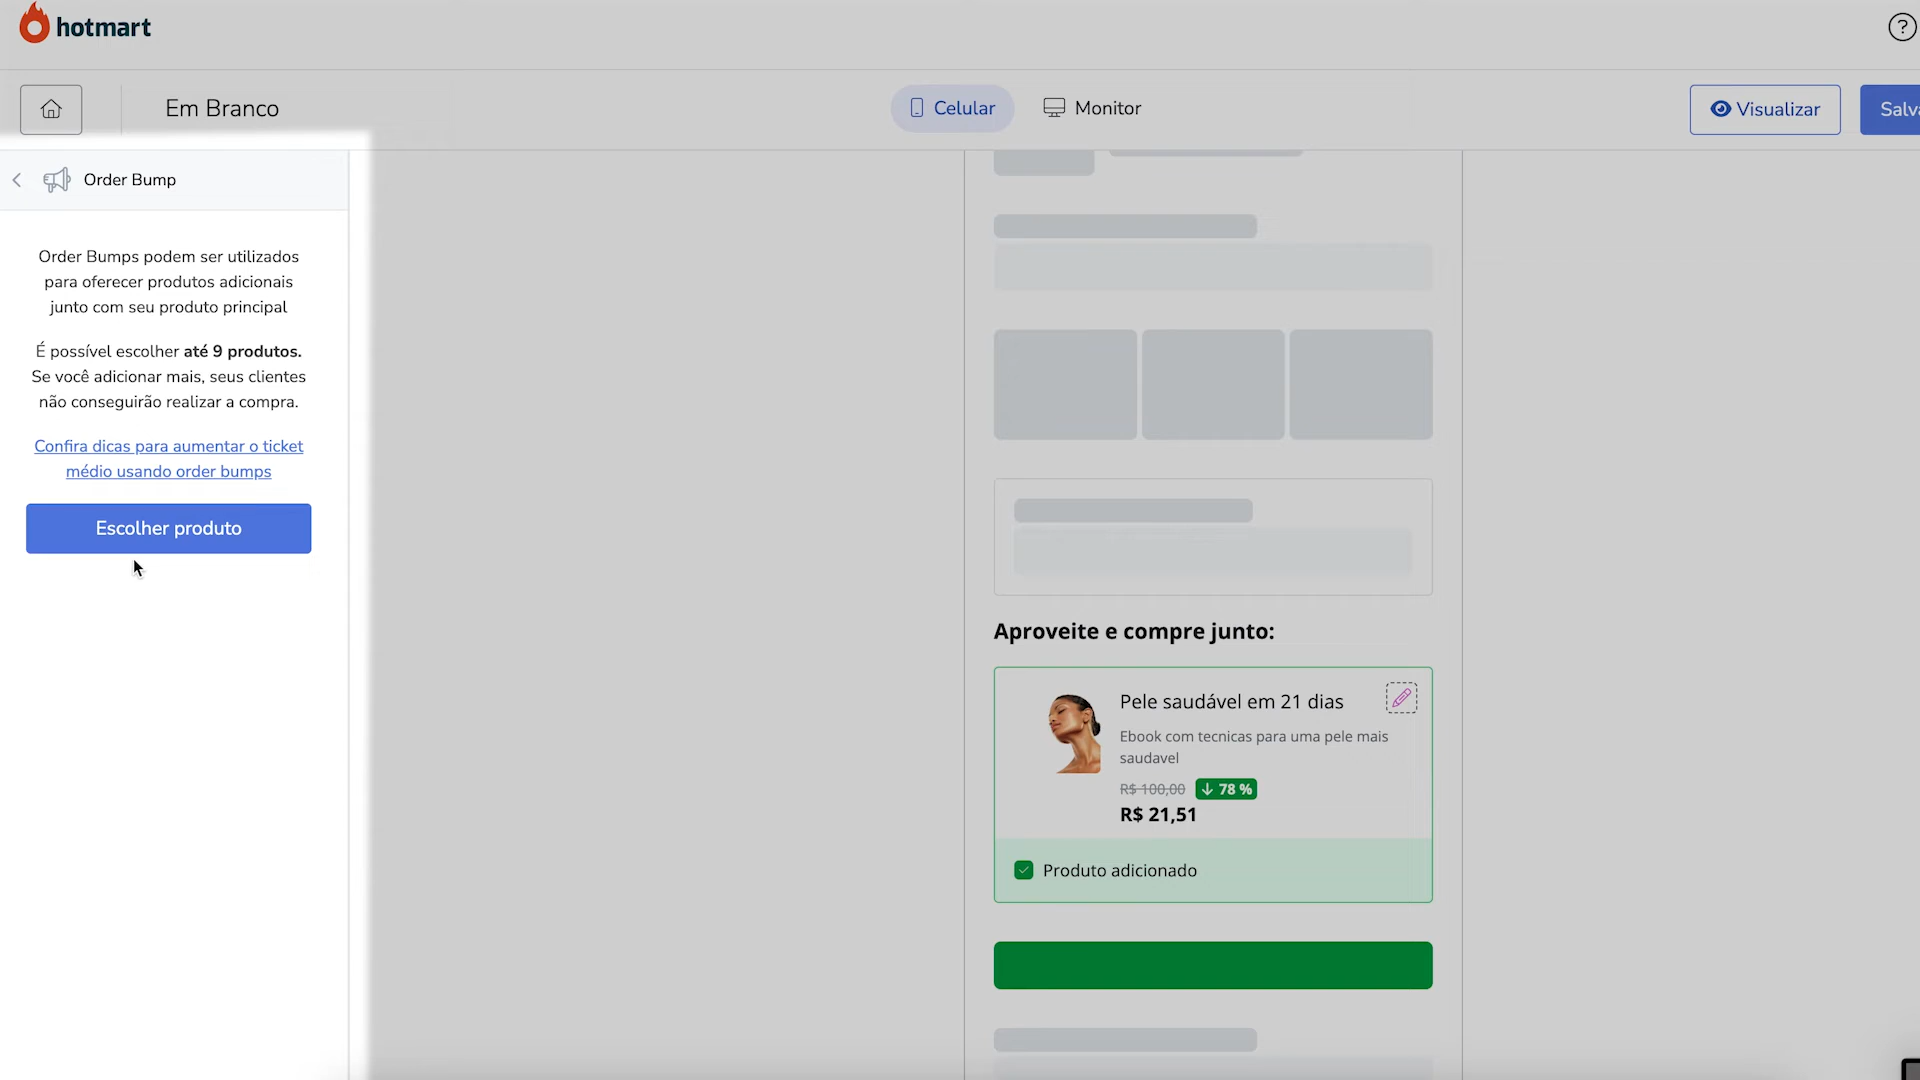 hotmart
?
Em Branco
Celular
Monitor
Visualizar
Salv
Order Bump
Order Bumps podem ser utilizados
para oferecer produtos adicionais
junto com seu produto principal
É possível escolher até 9 produtos.
Se você adicionar mais, seus clientes
não conseguirão realizar a compra.
Confira dicas para aumentar o ticket
médio usando order bumps
Escolher produto
Aproveite e compre junto:
Pele saudável em 21 dias
Ebook com tecnicas para uma pele mais
saudavel
R$ 100,00 ↓ 78 %
R$ 21,51
Produto adicionado